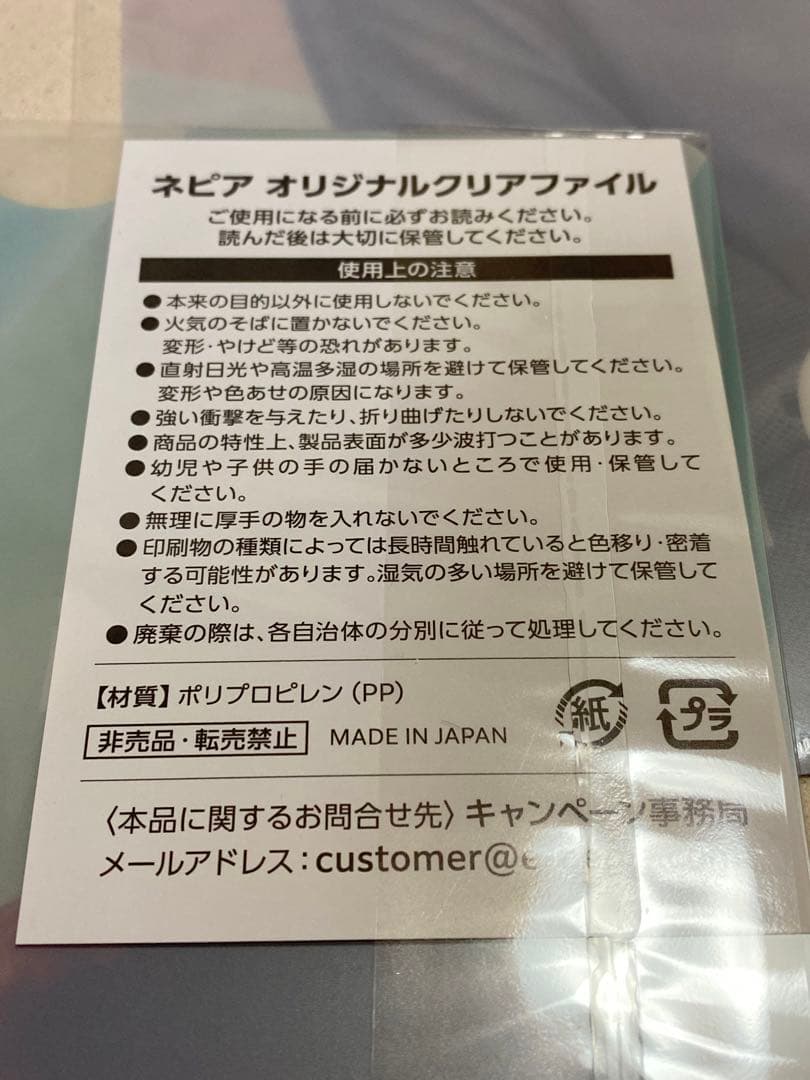 ネピア オリジナルクリアファイル
ご使用になる前に必ずお読みください。
読んだ後は大切に保管してください。
使用上の注意
●本来の目的以外に使用しないでください。
●火気のそばに置かないでください。
変形・やけど等の恐れがあります。
●直射日光や高温多湿の場所を避けて保管してください。
変形や色あせの原因になります。
●強い衝撃を与えたり、折り曲げたりしないでください。
●商品の特性上、製品表面が多少波打つことがあります。
●幼児や子供の手の届かないところで使用・保管して
ください。
●無理に厚手の物を入れないでください。
●印刷物の種類によっては長時間触れていると色移り・密着
する可能性があります。湿気の多い場所を避けて保管して
ください。
●廃棄の際は、各自治体の分別に従って処理してください。
【材質】ポリプロピレン（PP）
非売品・転売禁止 MADE IN JAPAN 紙 プラ
〈本品に関するお問合せ先〉キャンペーン事務局
メールアドレス：customer@